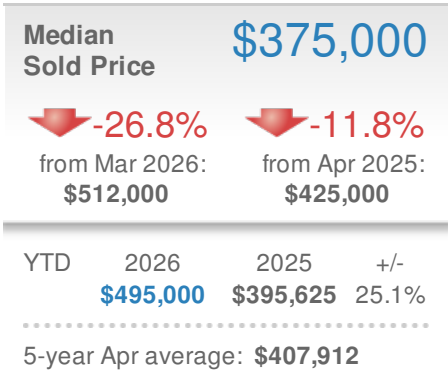 Median $375,000
Sold Price
-26.8% -11.8%
from Mar 2026: from Apr 2025:
$512,000 $425,000
YTD 2026 2025 +/-
$495,000 $395,625 25.1%
5-year Apr average: $407,912